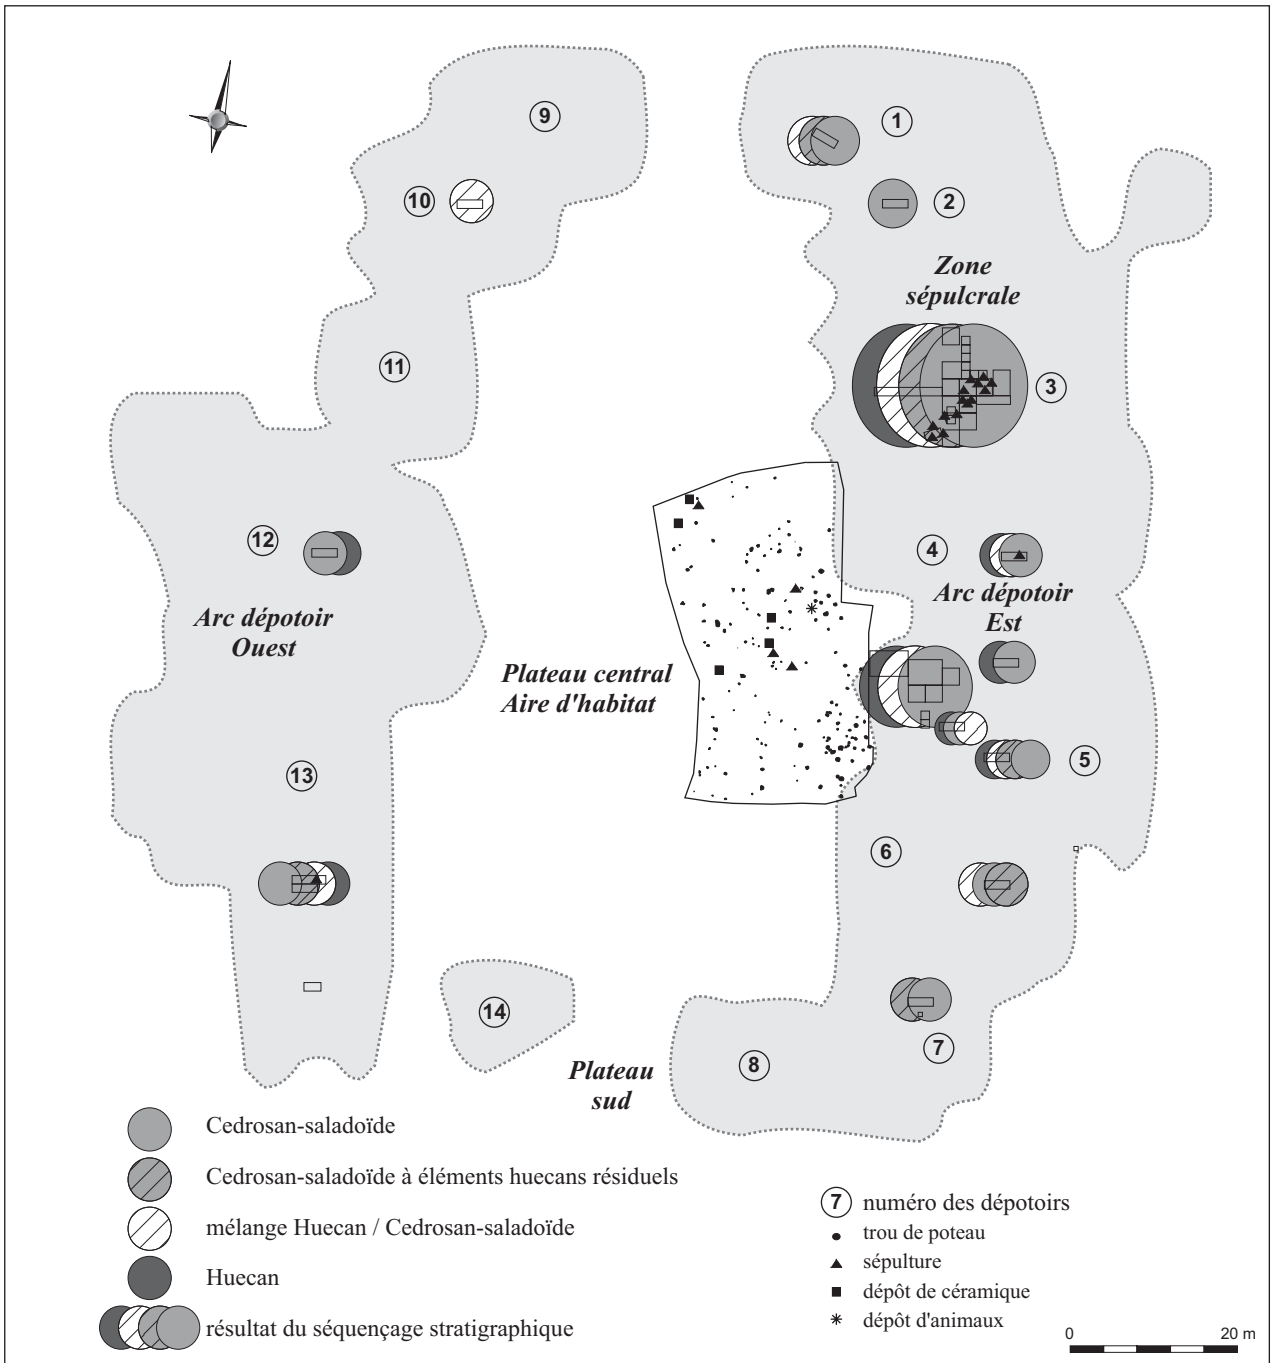 9
1
10
2
Zone
sépulcrale
11
3
12
4
Arc dépotoir
Est
Arc dépotoir
Ouest
Plateau central
Aire d'habitat
5
13
6
14
7
8
Plateau
sud
Cedrosan-saladoïde
Cedrosan-saladoïde à éléments huecans résiduels
mélange Huecan / Cedrosan-saladoïde
Huecan
résultat du séquençage stratigraphique
7 numéro des dépotoirs
trou de poteau
sépulture
dépôt de céramique
dépôt d'animaux
0 20 m